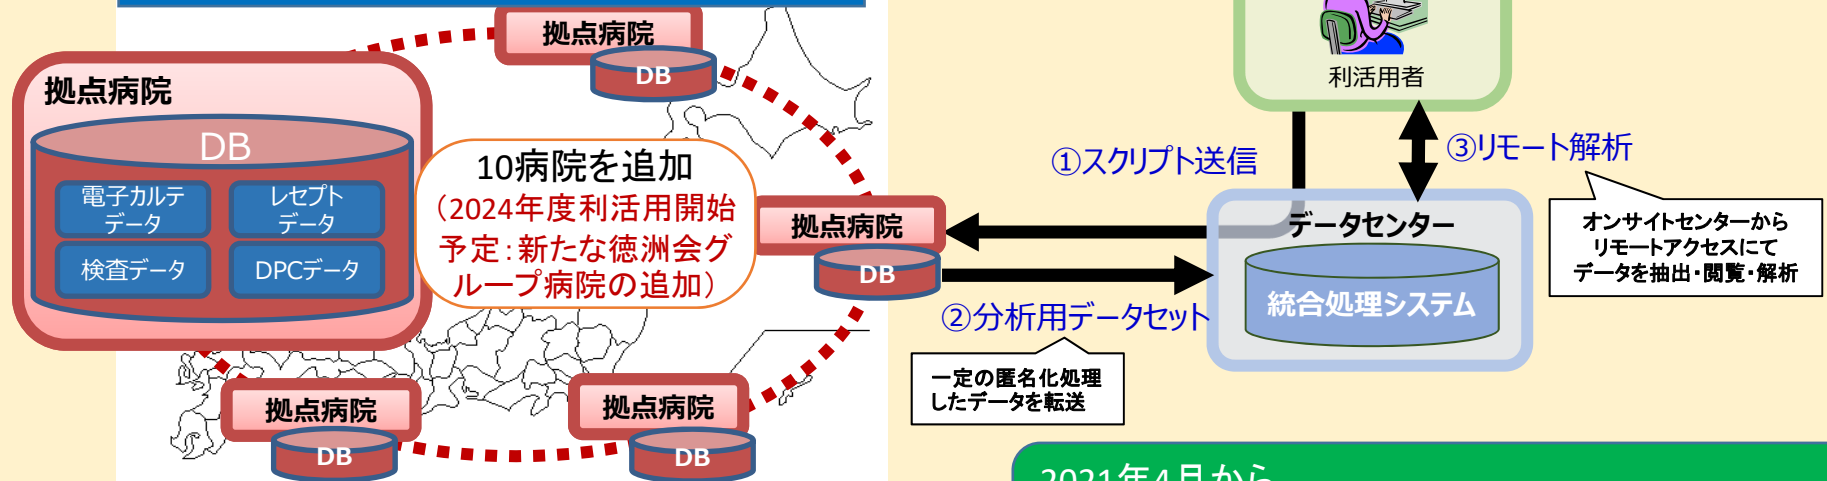 拠点病院
DB
拠点病院
DB
電子カルテ
データ
レセプト
データ
検査データ
DPCデータ
10病院を追加
（2024年度利活用開始
予定：新たな徳洲会グ
ループ病院の追加）
拠点病院
DB
拠点病院
DB
拠点病院
DB
利活用者
①スクリプト送信
③リモート解析
データセンター
統合処理システム
オンサイトセンターから
リモートアクセスにて
データを抽出・閲覧・解析
②分析用データセット
一定の匿名化処理
したデータを転送
2021年4月から